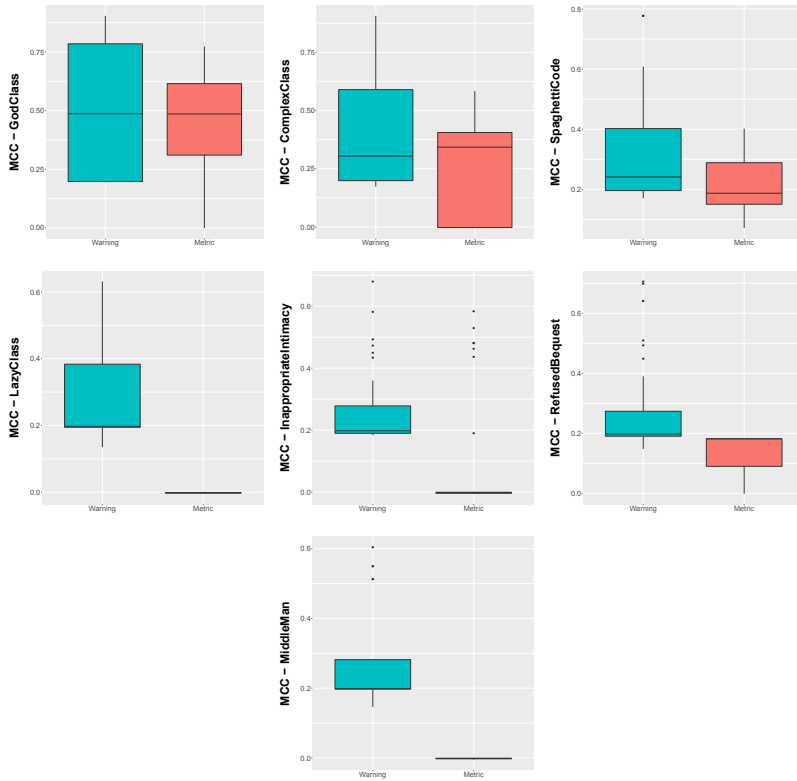 MCC − GodClass
0.75
0.50
0.25
0.00
Warning
Metric
MCC − ComplexClass
0.75
0.50
0.25
0.00
Warning
Metric
MCC − SpaghettiCode
0.8
0.6
0.4
0.2
Warning
Metric
MCC − LazyClass
0.6
0.4
0.2
0.0
Warning
Metric
MCC − InappropriateIntimacy
0.6
0.4
0.2
0.0
Warning
Metric
MCC − RefusedBequest
0.6
0.4
0.2
0.0
Warning
Metric
MCC − MiddleMan
0.6
0.4
0.2
0.0
Warning
Metric